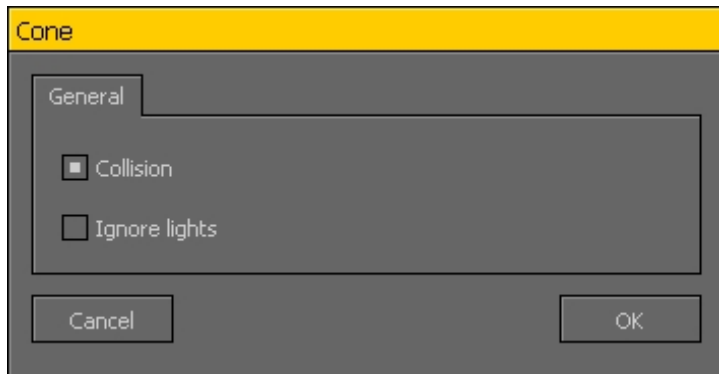 Cone
General
Collision
Ignore lights
Cancel
OK